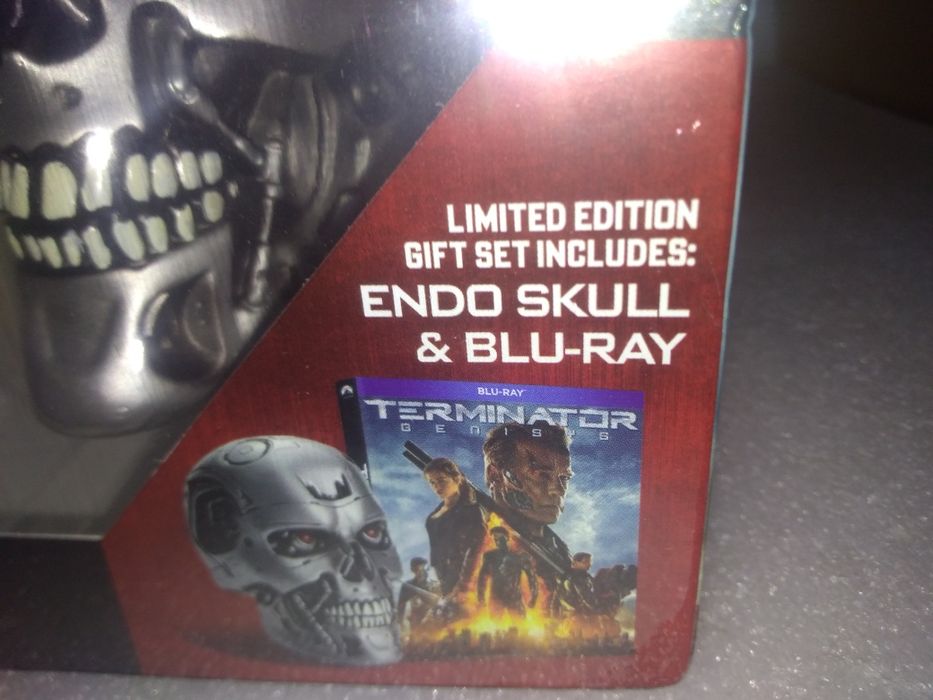 LIMITED EDITION
GIFT SET INCLUDES:
ENDO SKULL
& BLU-RAY
BLU-RAY
TERMINATOR
GENISYS